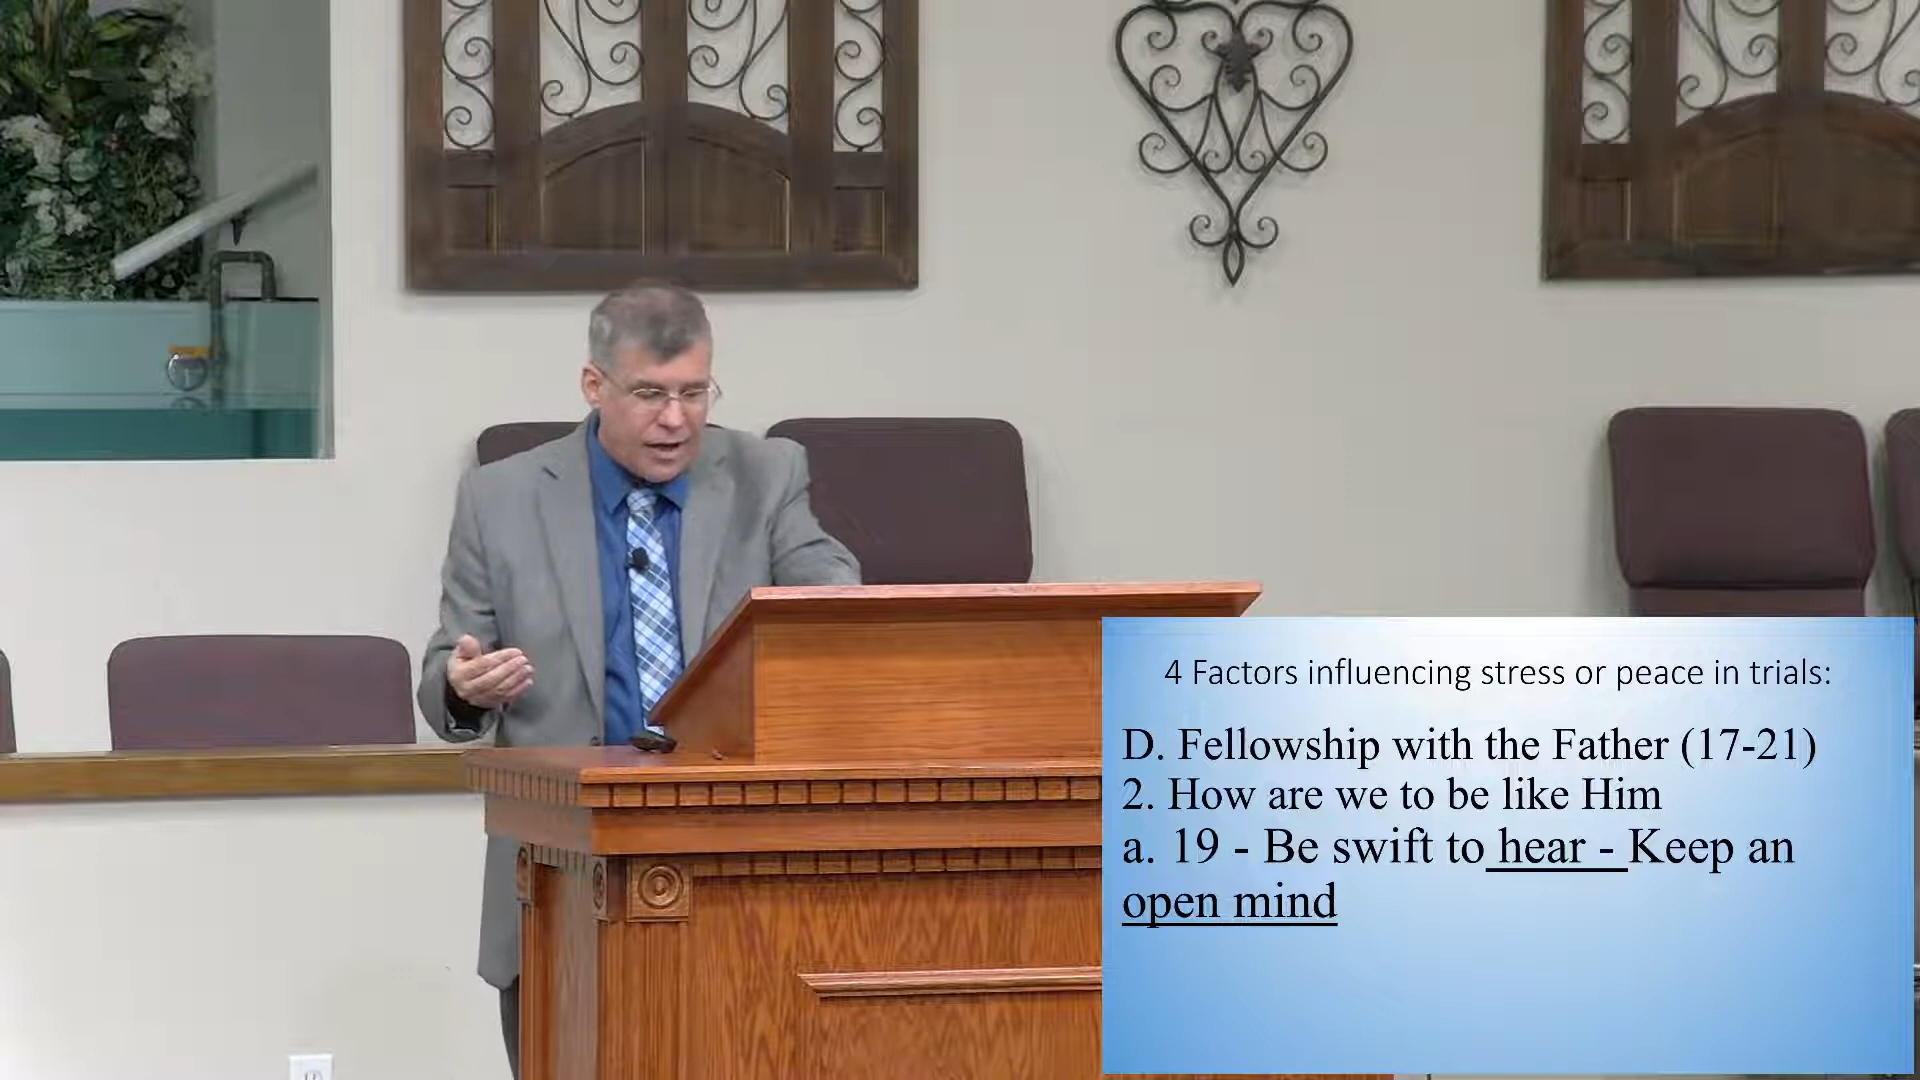 4 Factors influencing stress or peace in trials:
D. Fellowship with the Father (17-21)
2. How are we to be like Him
a. 19 - Be swift to hear - Keep an
open mind